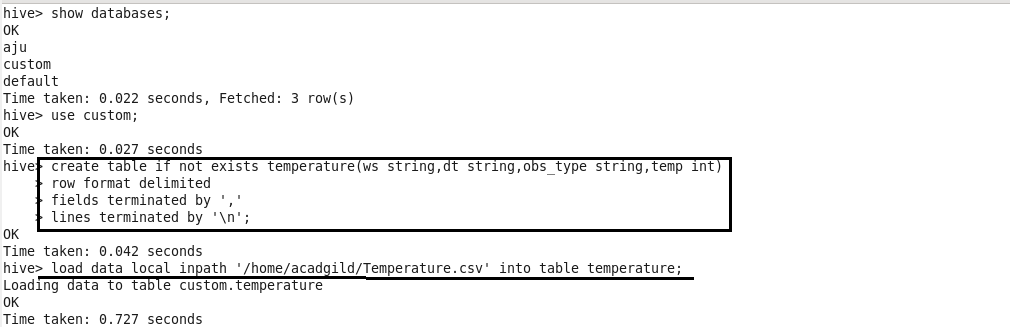 hive> show databases;
OK
aju
custom
default
Time taken: 0.022 seconds, Fetched: 3 row(s)
hive> use custom;
OK
Time taken: 0.027 seconds
hive> create table if not exists temperature(ws string,dt string,obs_type string,temp int)
    > row format delimited
    > fields terminated by ','
    > lines terminated by '\n';
OK
Time taken: 0.042 seconds
hive> load data local inpath '/home/acadgild/Temperature.csv' into table temperature;
Loading data to table custom.temperature
OK
Time taken: 0.727 seconds